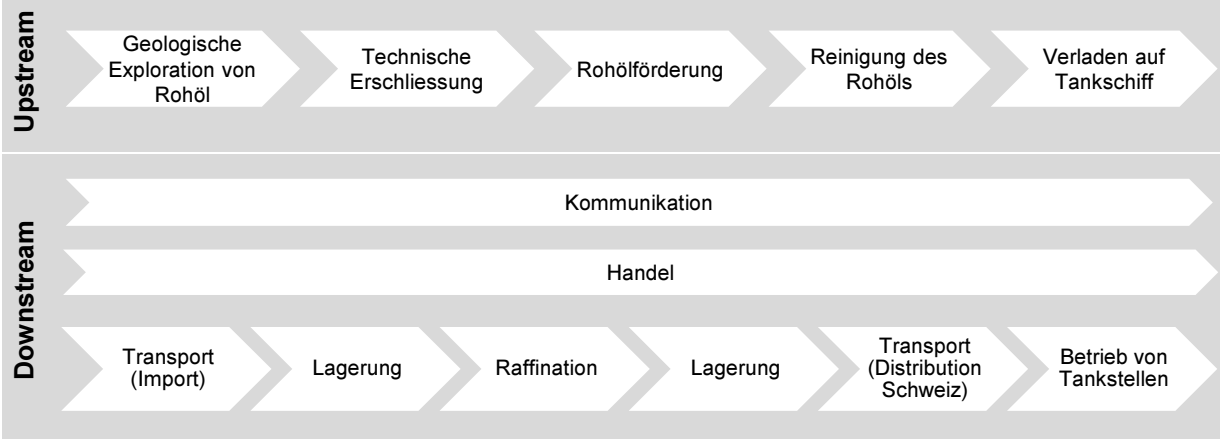 Upstream
Geologische
Exploration von
Rohöl
Technische
Erschliessung
Rohölförderung
Reinigung des
Rohöls
Verladen auf
Tankschiff
Downstream
Kommunikation
Handel
Transport
(Import)
Lagerung
Raffination
Lagerung
Transport
(Distribution
Schweiz)
Betrieb von
Tankstellen